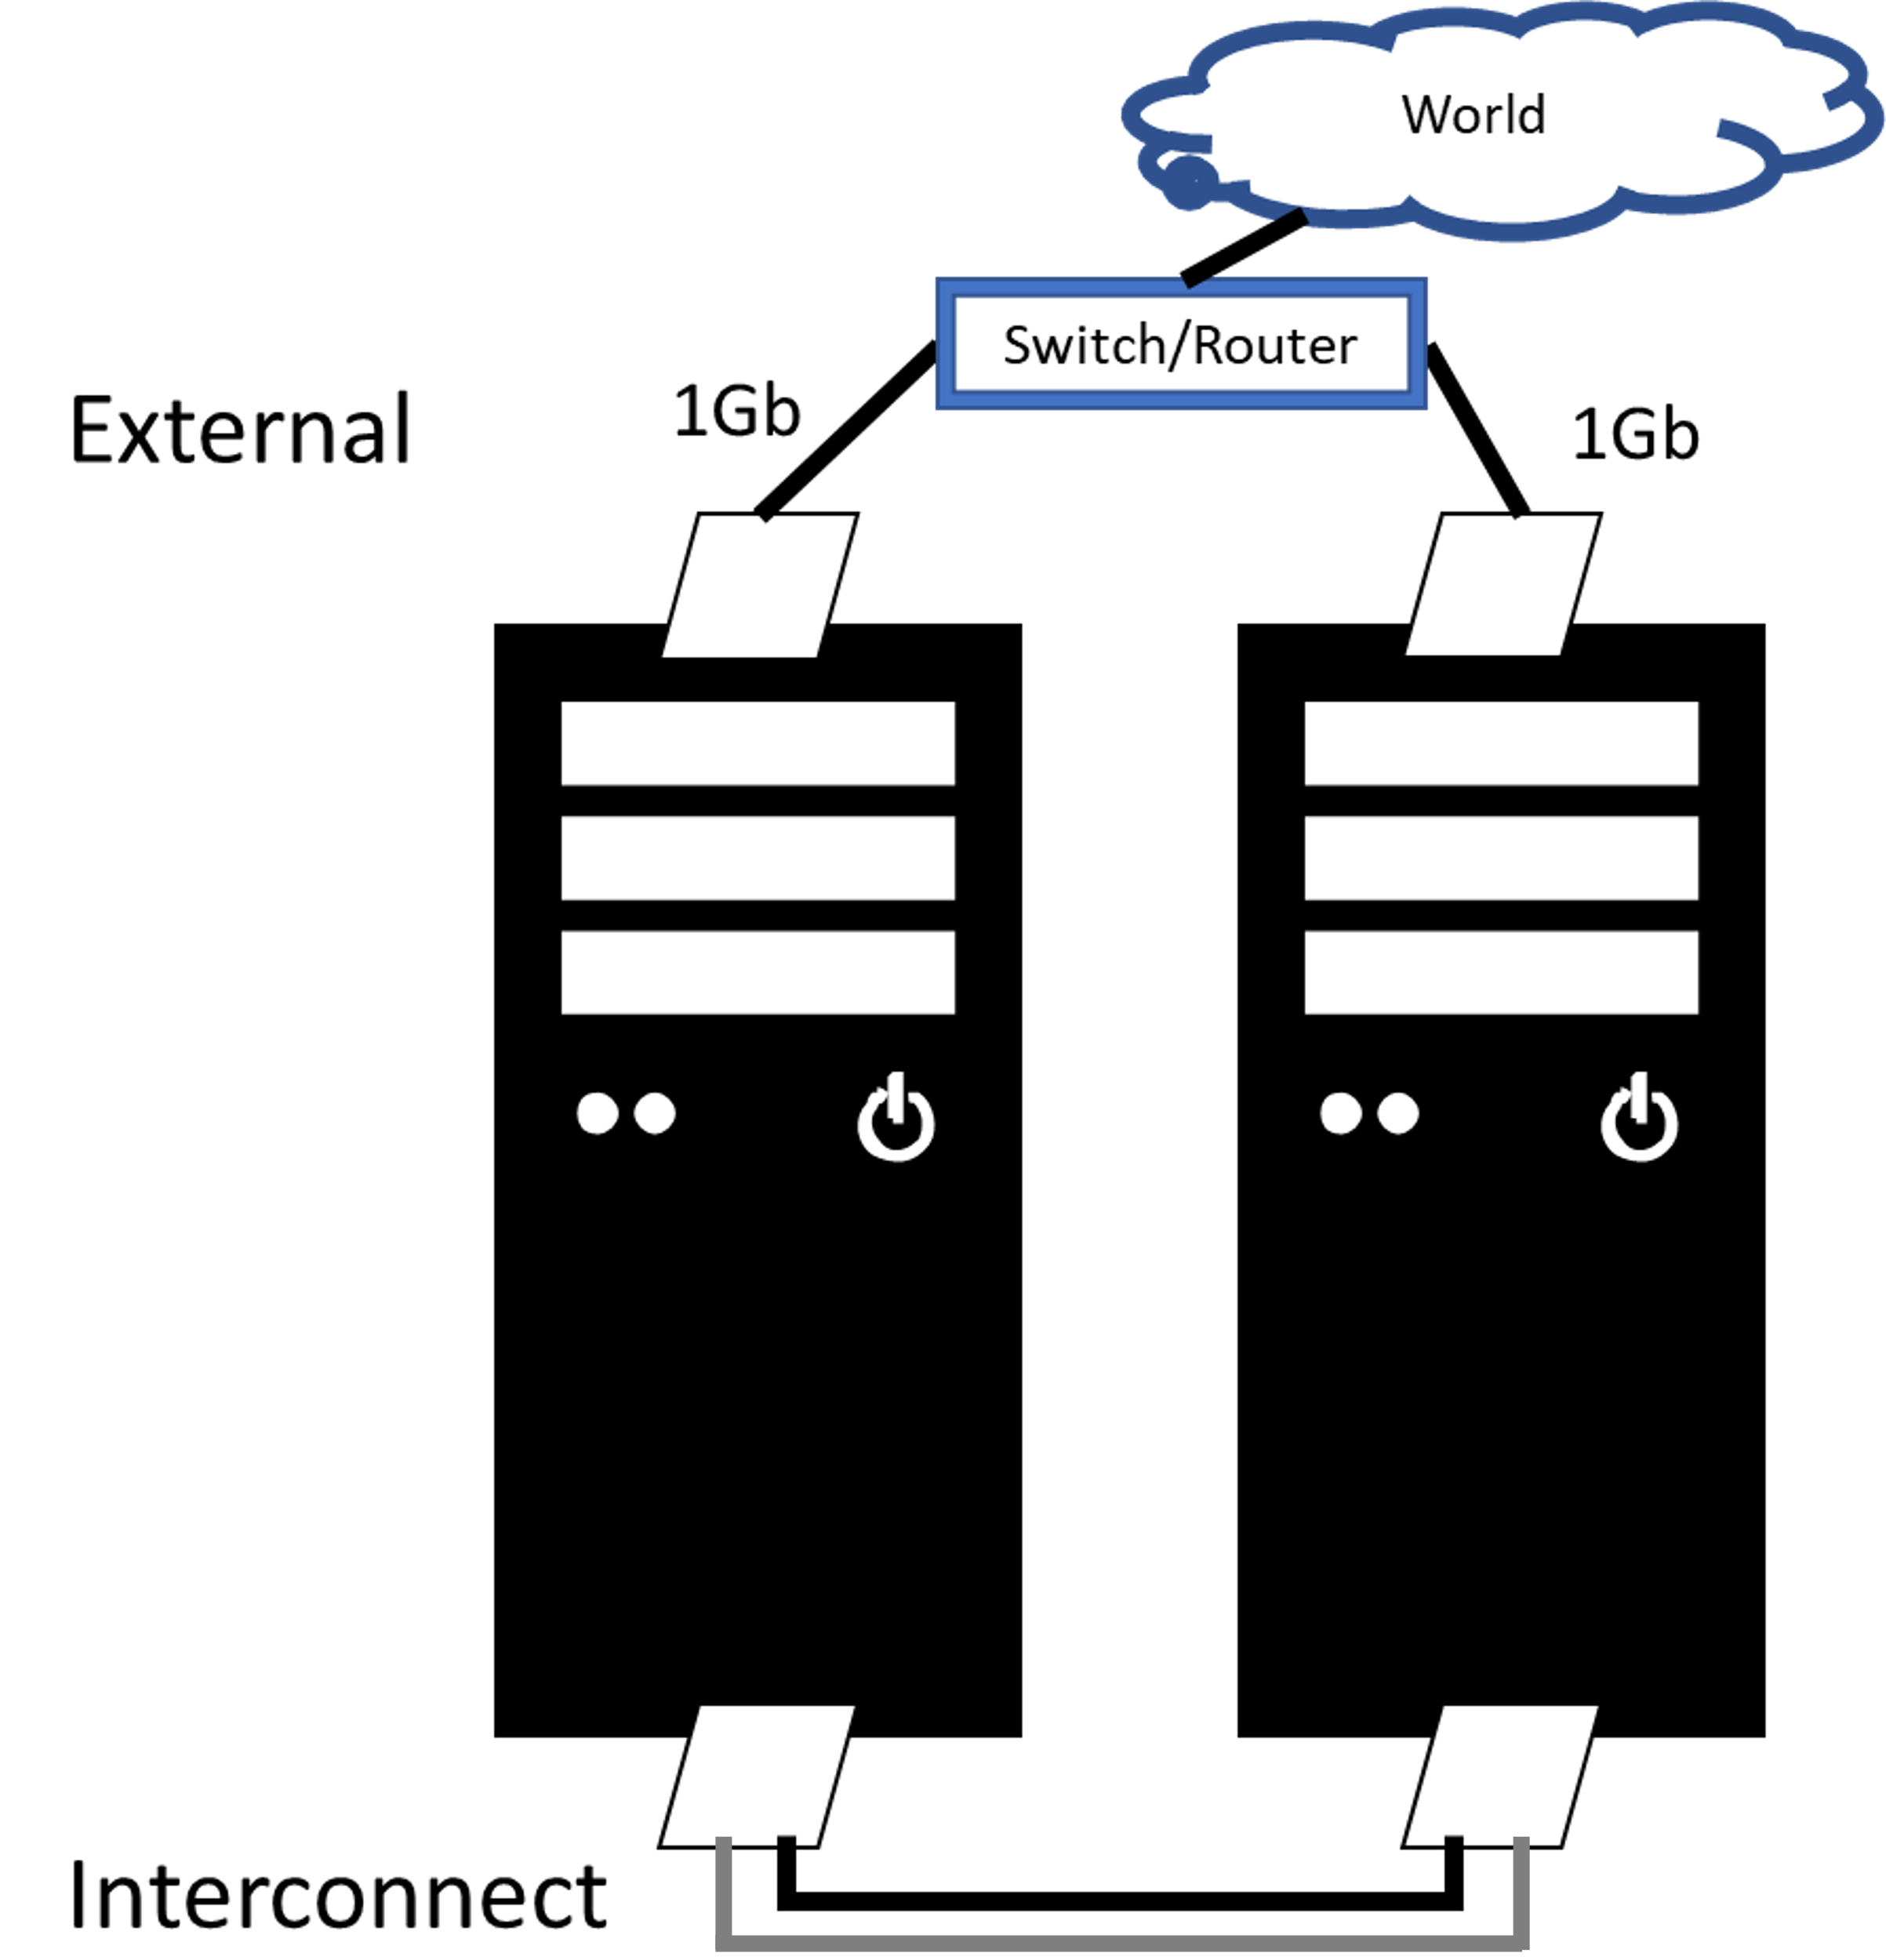 World
Switch/Router
External
1Gb
1Gb
Interconnect